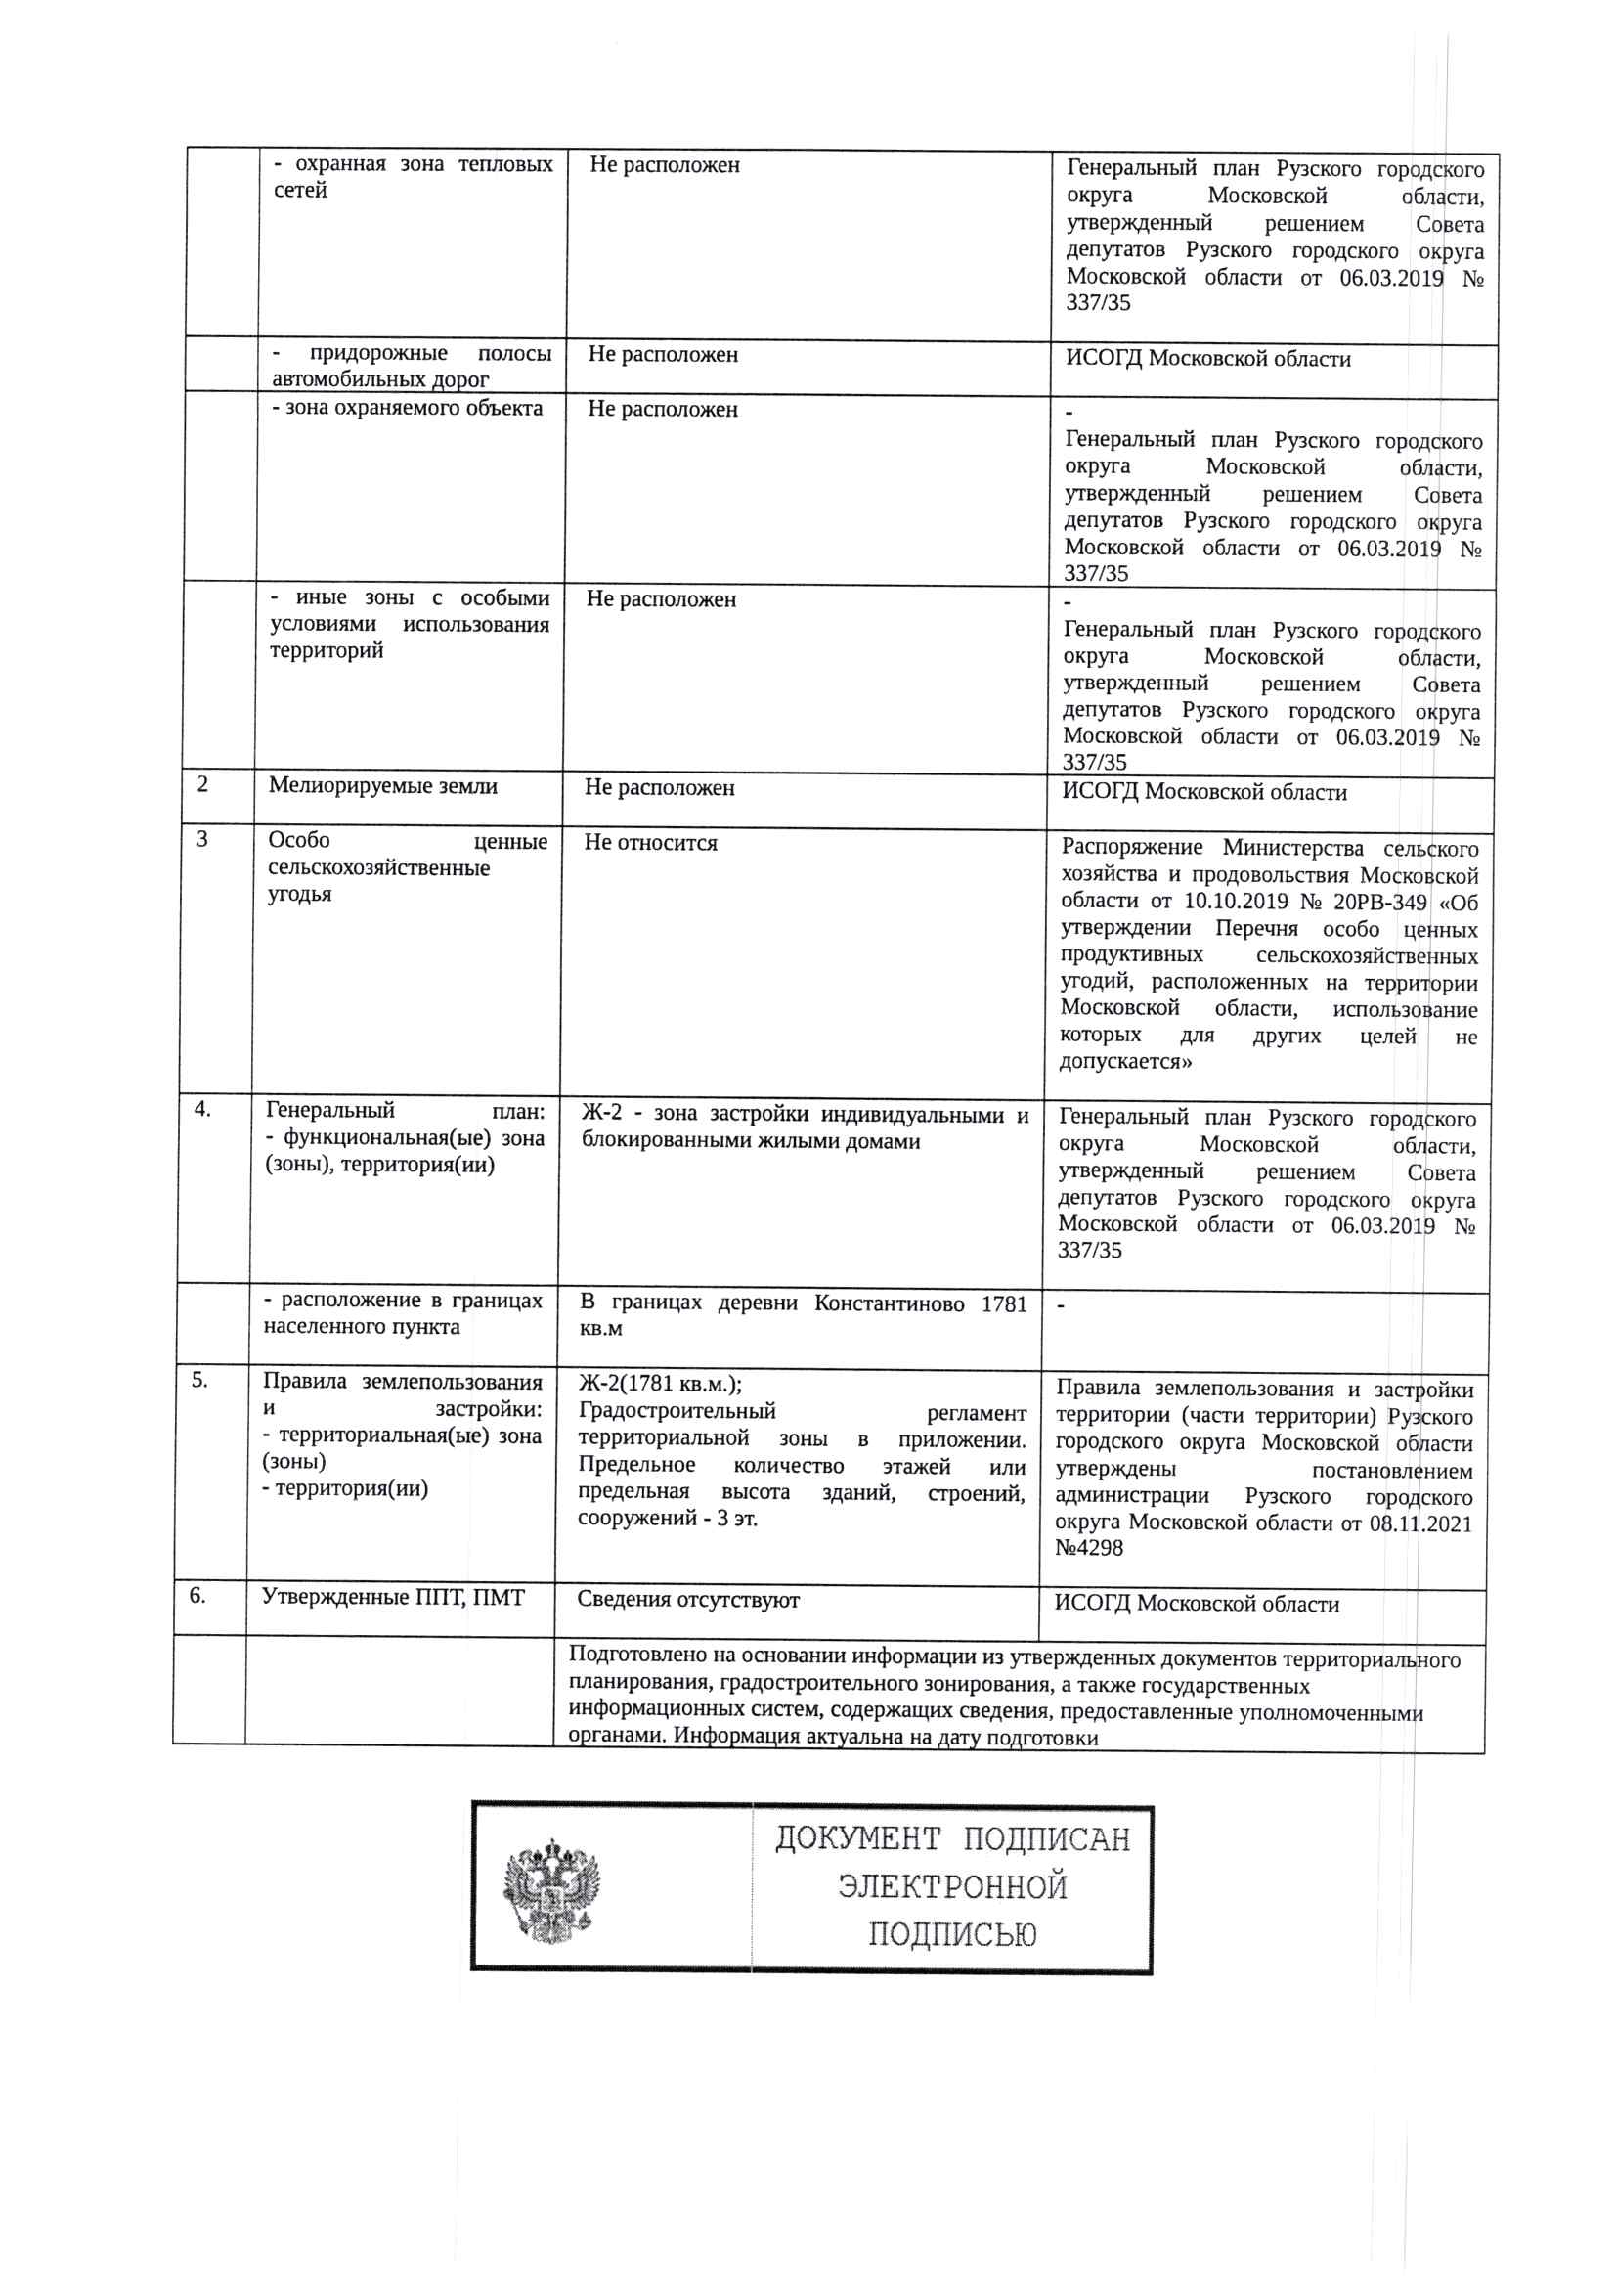 - охранная зона тепловых
сетей
Не расположен
Генеральный план Рузского городского
округа Московской области,
утвержденный решением Совета
депутатов Рузского городского округа
Московской области от 06.03.2019 №
337/35
- придорожные полосы
автомобильных дорог
Не расположен
ИСОГД Московской области
- зона охраняемого объекта
Не расположен
-
Генеральный план Рузского городского
округа Московской области,
утвержденный решением Совета
депутатов Рузского городского округа
Московской области от 06.03.2019 №
337/35
- иные зоны с особыми
условиями использования
территорий
Не расположен
-
Генеральный план Рузского городского
округа Московской области,
утвержденный решением Совета
депутатов Рузского городского округа
Московской области от 06.03.2019 №
337/35
2
Мелиорируемые земли
Не расположен
ИСОГД Московской области
3
Особо ценные
сельскохозяйственные
угодья
Не относится
Распоряжение Министерства сельского
хозяйства и продовольствия Московской
области от 10.10.2019 № 20РВ-349 «Об
утверждении Перечня особо ценных
продуктивных сельскохозяйственных
угодий, расположенных на территории
Московской области, использование
которых для других целей не
допускается»
4.
Генеральный план:
- функциональная(ые) зона
(зоны), территория(ии)
Ж-2 - зона застройки индивидуальными и
блокированными жилыми домами
Генеральный план Рузского городского
округа Московской области,
утвержденный решением Совета
депутатов Рузского городского округа
Московской области от 06.03.2019 №
337/35
- расположение в границах
населенного пункта
В границах деревни Константиново 1781
кв.м
-
5.
Правила землепользования
и застройки:
- территориальная(ые) зона
(зоны)
- территория(ии)
Ж-2(1781 кв.м.);
Градостроительный регламент
территориальной зоны в приложении.
Предельное количество этажей или
предельная высота зданий, строений,
сооружений - 3 эт.
Правила землепользования и застройки
территории (части территории) Рузского
городского округа Московской области
утверждены постановлением
администрации Рузского городского
округа Московской области от 08.11.2021
№4298
6.
Утвержденные ППТ, ПМТ
Сведения отсутствуют
ИСОГД Московской области
Подготовлено на основании информации из утвержденных документов территориального
планирования, градостроительного зонирования, а также государственных
информационных систем, содержащих сведения, предоставленные уполномоченными
органами. Информация актуальна на дату подготовки
ДОКУМЕНТ ПОДПИСАН
ЭЛЕКТРОННОЙ
ПОДПИСЬЮ